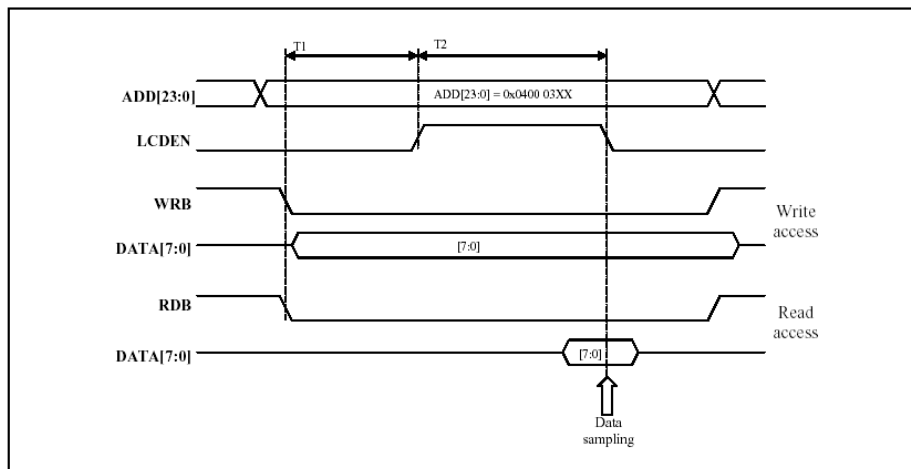 T1 T2
ADD[23:0] ADD[23:0] = 0x0400 03XX
LCDEN
WRB
Write
access
DATA[7:0] [7:0]
RDB
Read
access
DATA[7:0] [7:0]
Data
sampling